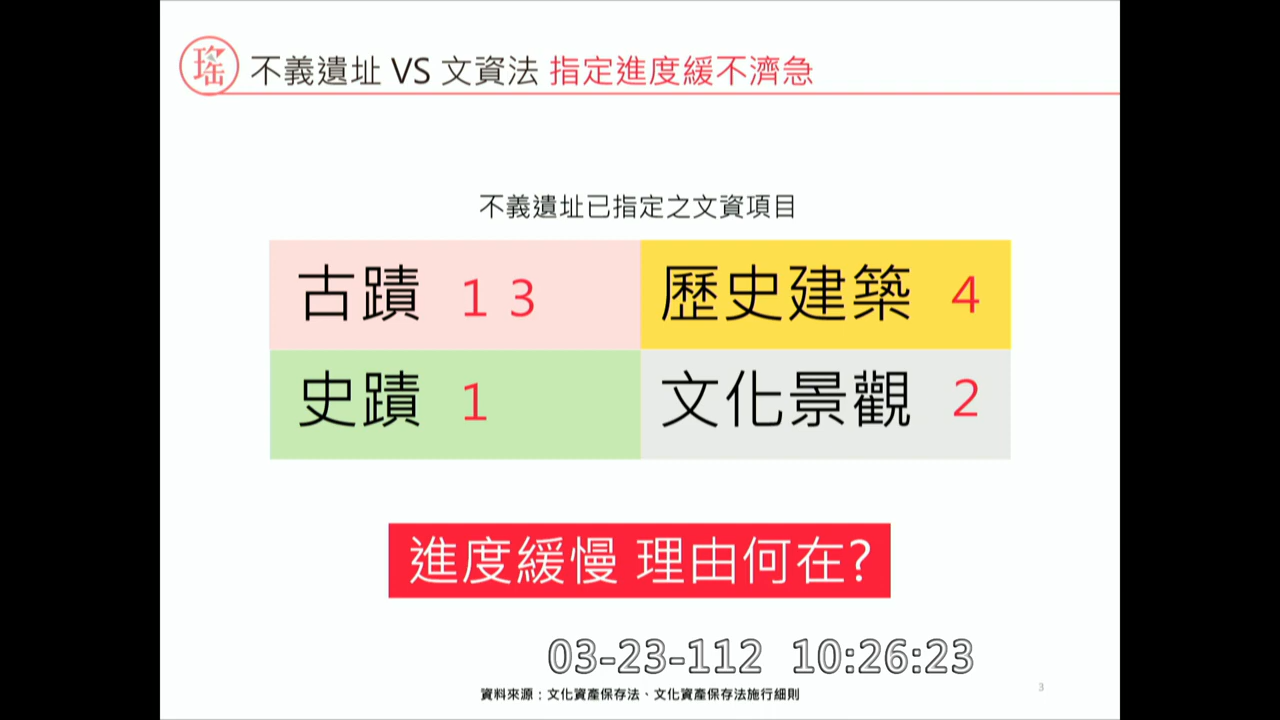 瑤
不義遺址 VS 文資法 指定進度緩不濟急
不義遺址已指定之文資項目
古蹟 13 歷史建築 4
史蹟 1 文化景觀 2
進度緩慢 理由何在?
03-23-112 10:26:23
資料來源：文化資產保存法、文化資產保存法施行細則
3